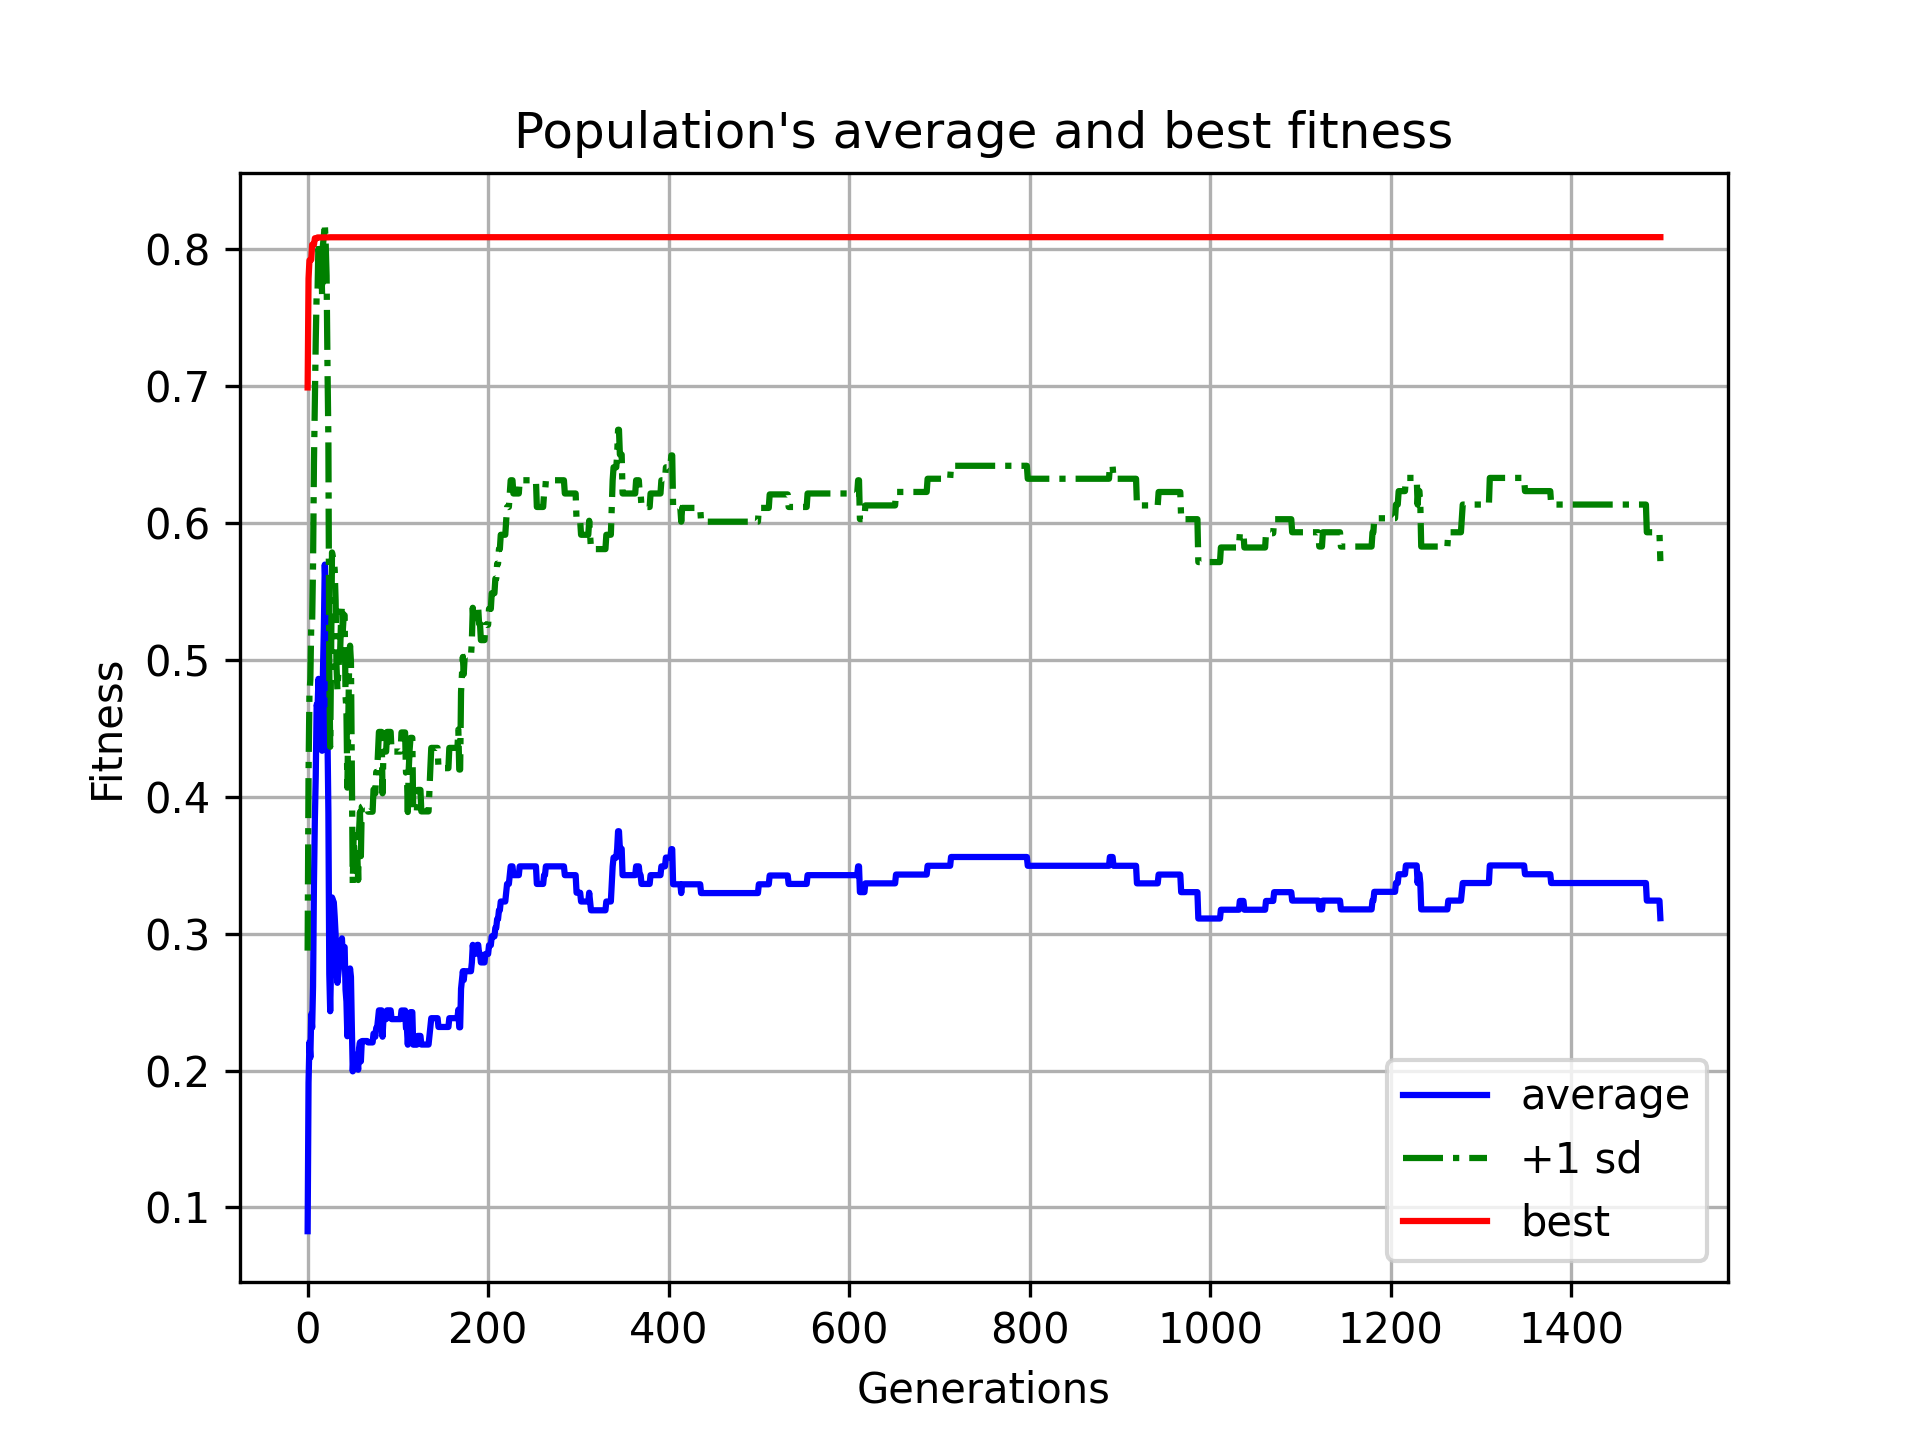 Population's average and best fitness
Fitness
0.8
0.7
0.6
0.5
0.4
0.3
0.2
0.1
average
+1 sd
best
0 200 400 600 800 1000 1200 1400
Generations